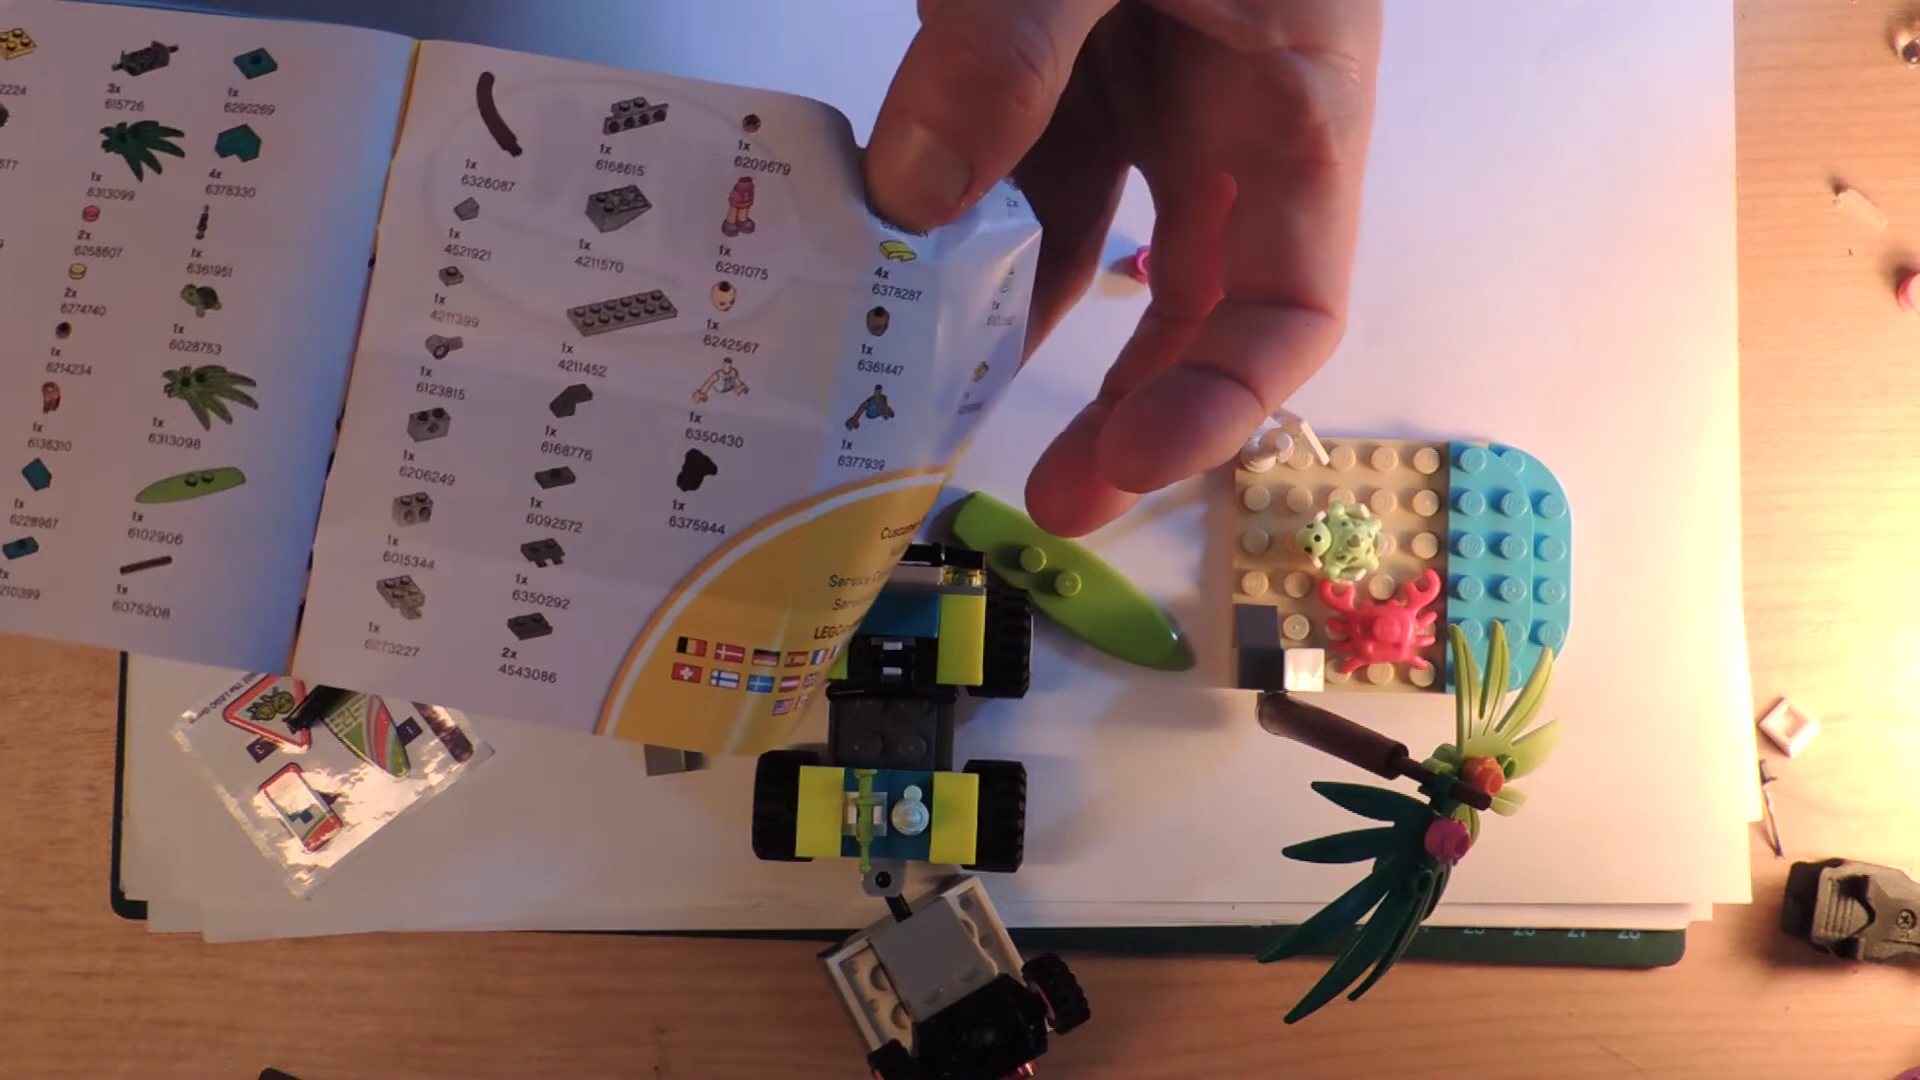 3x
615726
1x
6290269
1x
6313099
4x
6378330
2x
6258607
1x
6361951
2x
6274740
1x
6028753
1x
6214234
1x
6313098
1x
6136310
1x
6228967
1x
6102906
1x
6075208
1x
6326087
1x
6168615
1x
6209679
1x
4521921
1x
4211570
1x
6291075
1x
4211399
1x
4211452
1x
6242567
1x
6123815
1x
6168776
1x
6350430
1x
6206249
1x
6092572
1x
6375944
1x
6015344
1x
6350292
1x
6273227
2x
4543086
2x
4x
6378287
1x
6361447
1x
6377939
LEGO